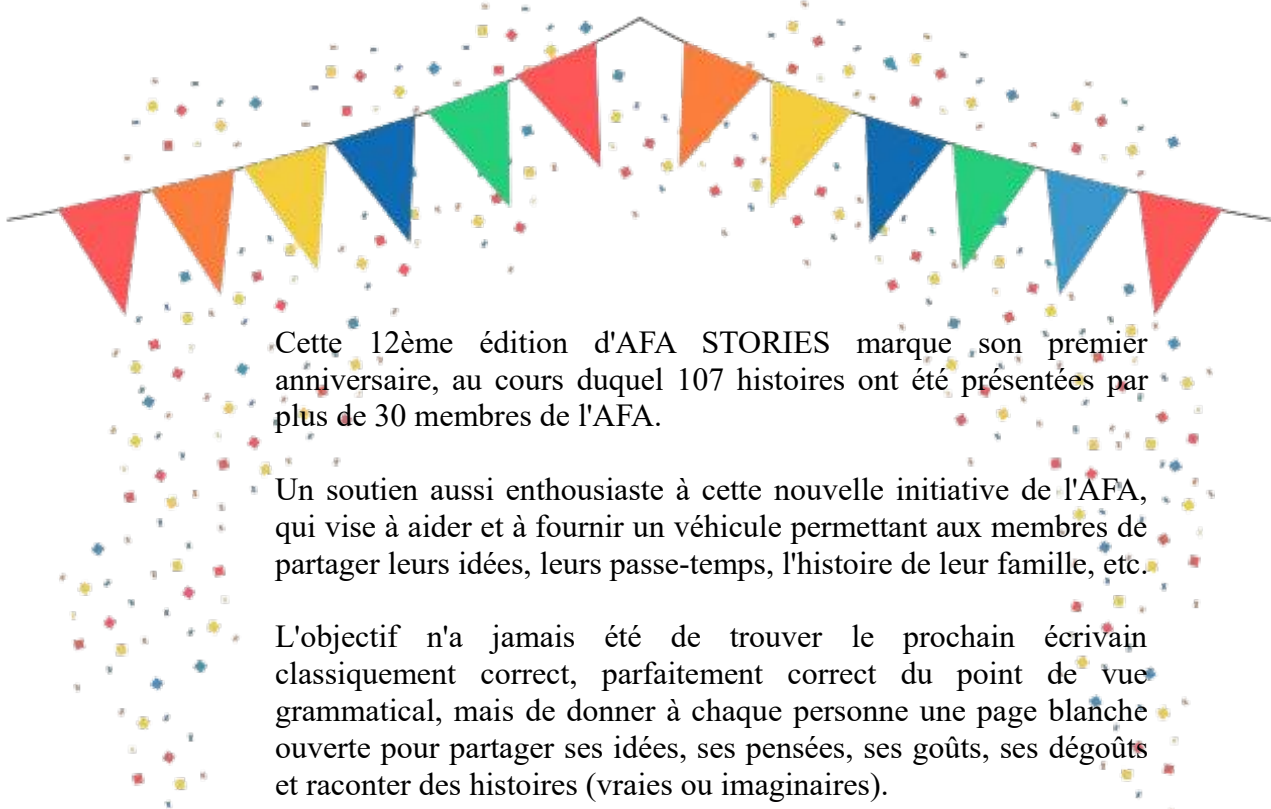 Cette 12ème édition d'AFA STORIES marque son premier
anniversaire, au cours duquel 107 histoires ont été présentées par
plus de 30 membres de l'AFA.
Un soutien aussi enthousiaste à cette nouvelle initiative de l'AFA,
qui vise à aider et à fournir un véhicule permettant aux membres de
partager leurs idées, leurs passe-temps, l'histoire de leur famille, etc.
L'objectif n'a jamais été de trouver le prochain écrivain
classiquement correct, parfaitement correct du point de vue
grammatical, mais de donner à chaque personne une page blanche
ouverte pour partager ses idées, ses pensées, ses goûts, ses dégoûts
et raconter des histoires (vraies ou imaginaires).